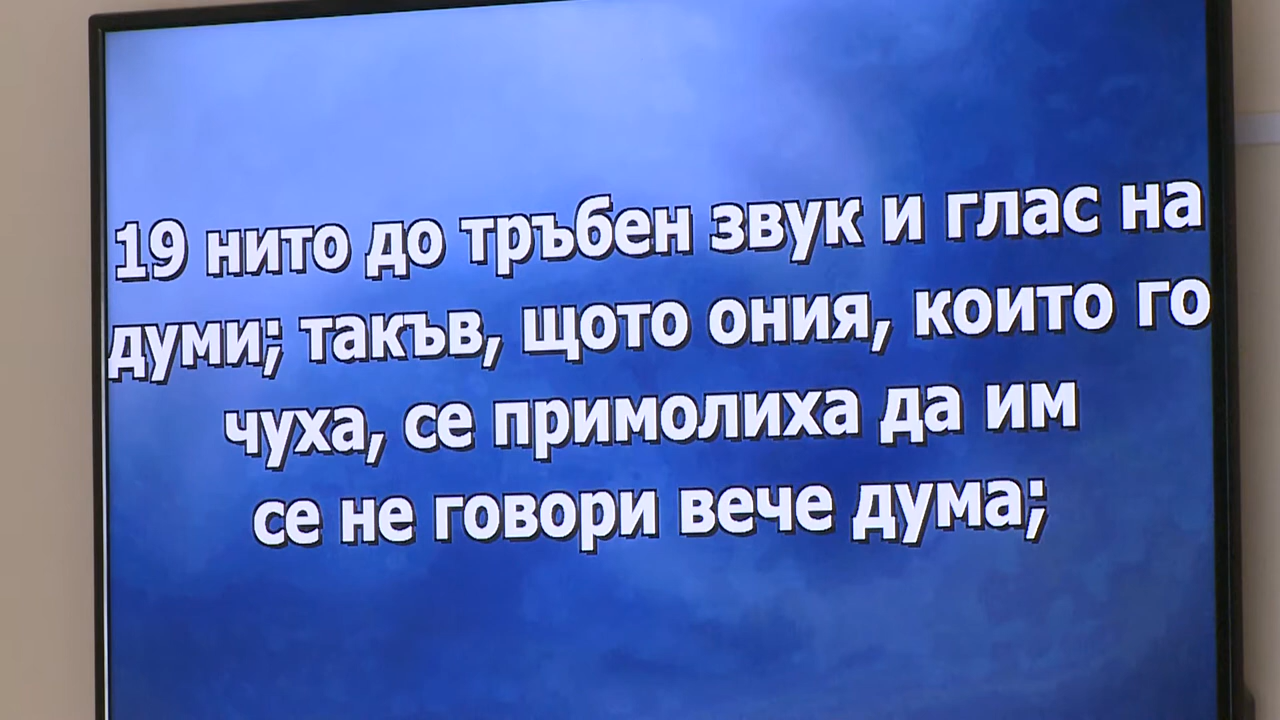 19 нито до тръбен звук и глас на
думи; такъв, щото ония, които го
чуха, се примолиха да им
се не говори вече дума;